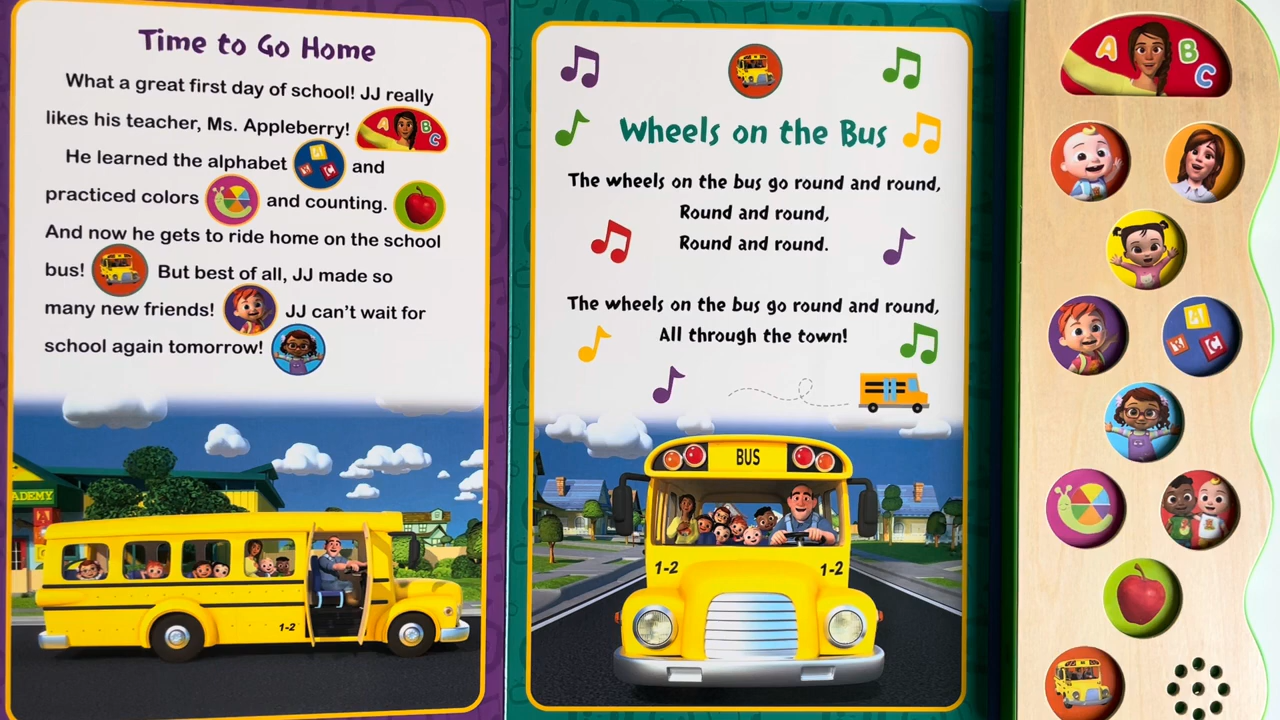 Time to Go Home
What a great first day of school! JJ really
likes his teacher, Ms. Appleberry!
A B C
He learned the alphabet
A B C
and
practiced colors
and counting.
And now he gets to ride home on the school
bus!
But best of all, JJ made so
many new friends!
JJ can't wait for
school again tomorrow!
ADEMY
A
1-2
Wheels on the Bus
The wheels on the bus go round and round,
Round and round,
Round and round.
The wheels on the bus go round and round,
All through the town!
BUS
1-2
1-2
A B C
A B C